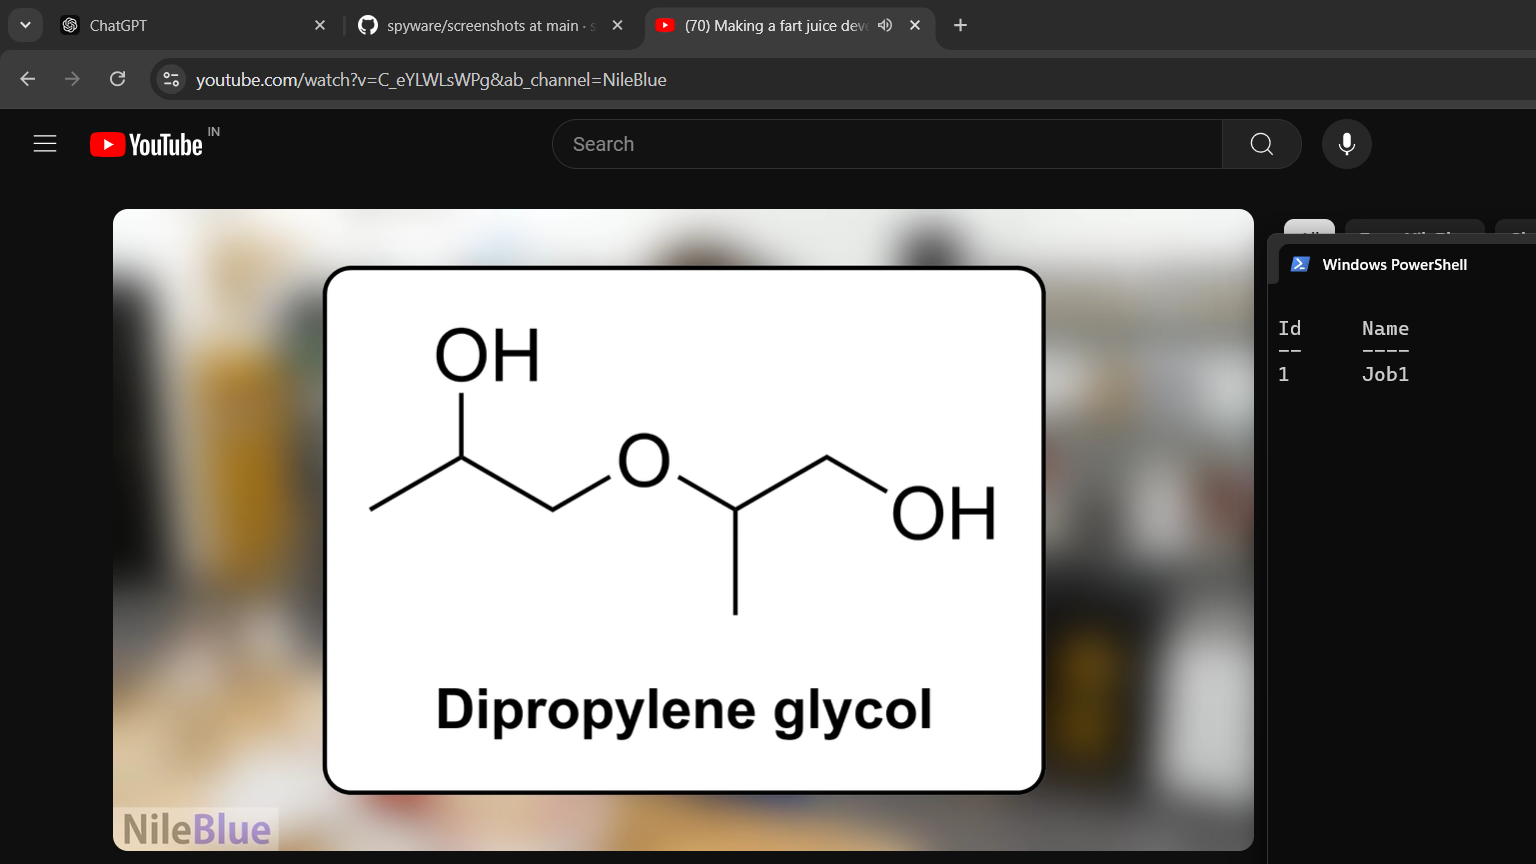 ChatGPT
spyware/screenshots at main · s
(70) Making a fart juice dev
youtube.com/watch?v=C_eYLWLsWPg&ab_channel=NileBlue
YouTube IN
Search
Windows PowerShell
Id Name
-- ----
1 Job1
OH
O
OH
Dipropylene glycol
NileBlue